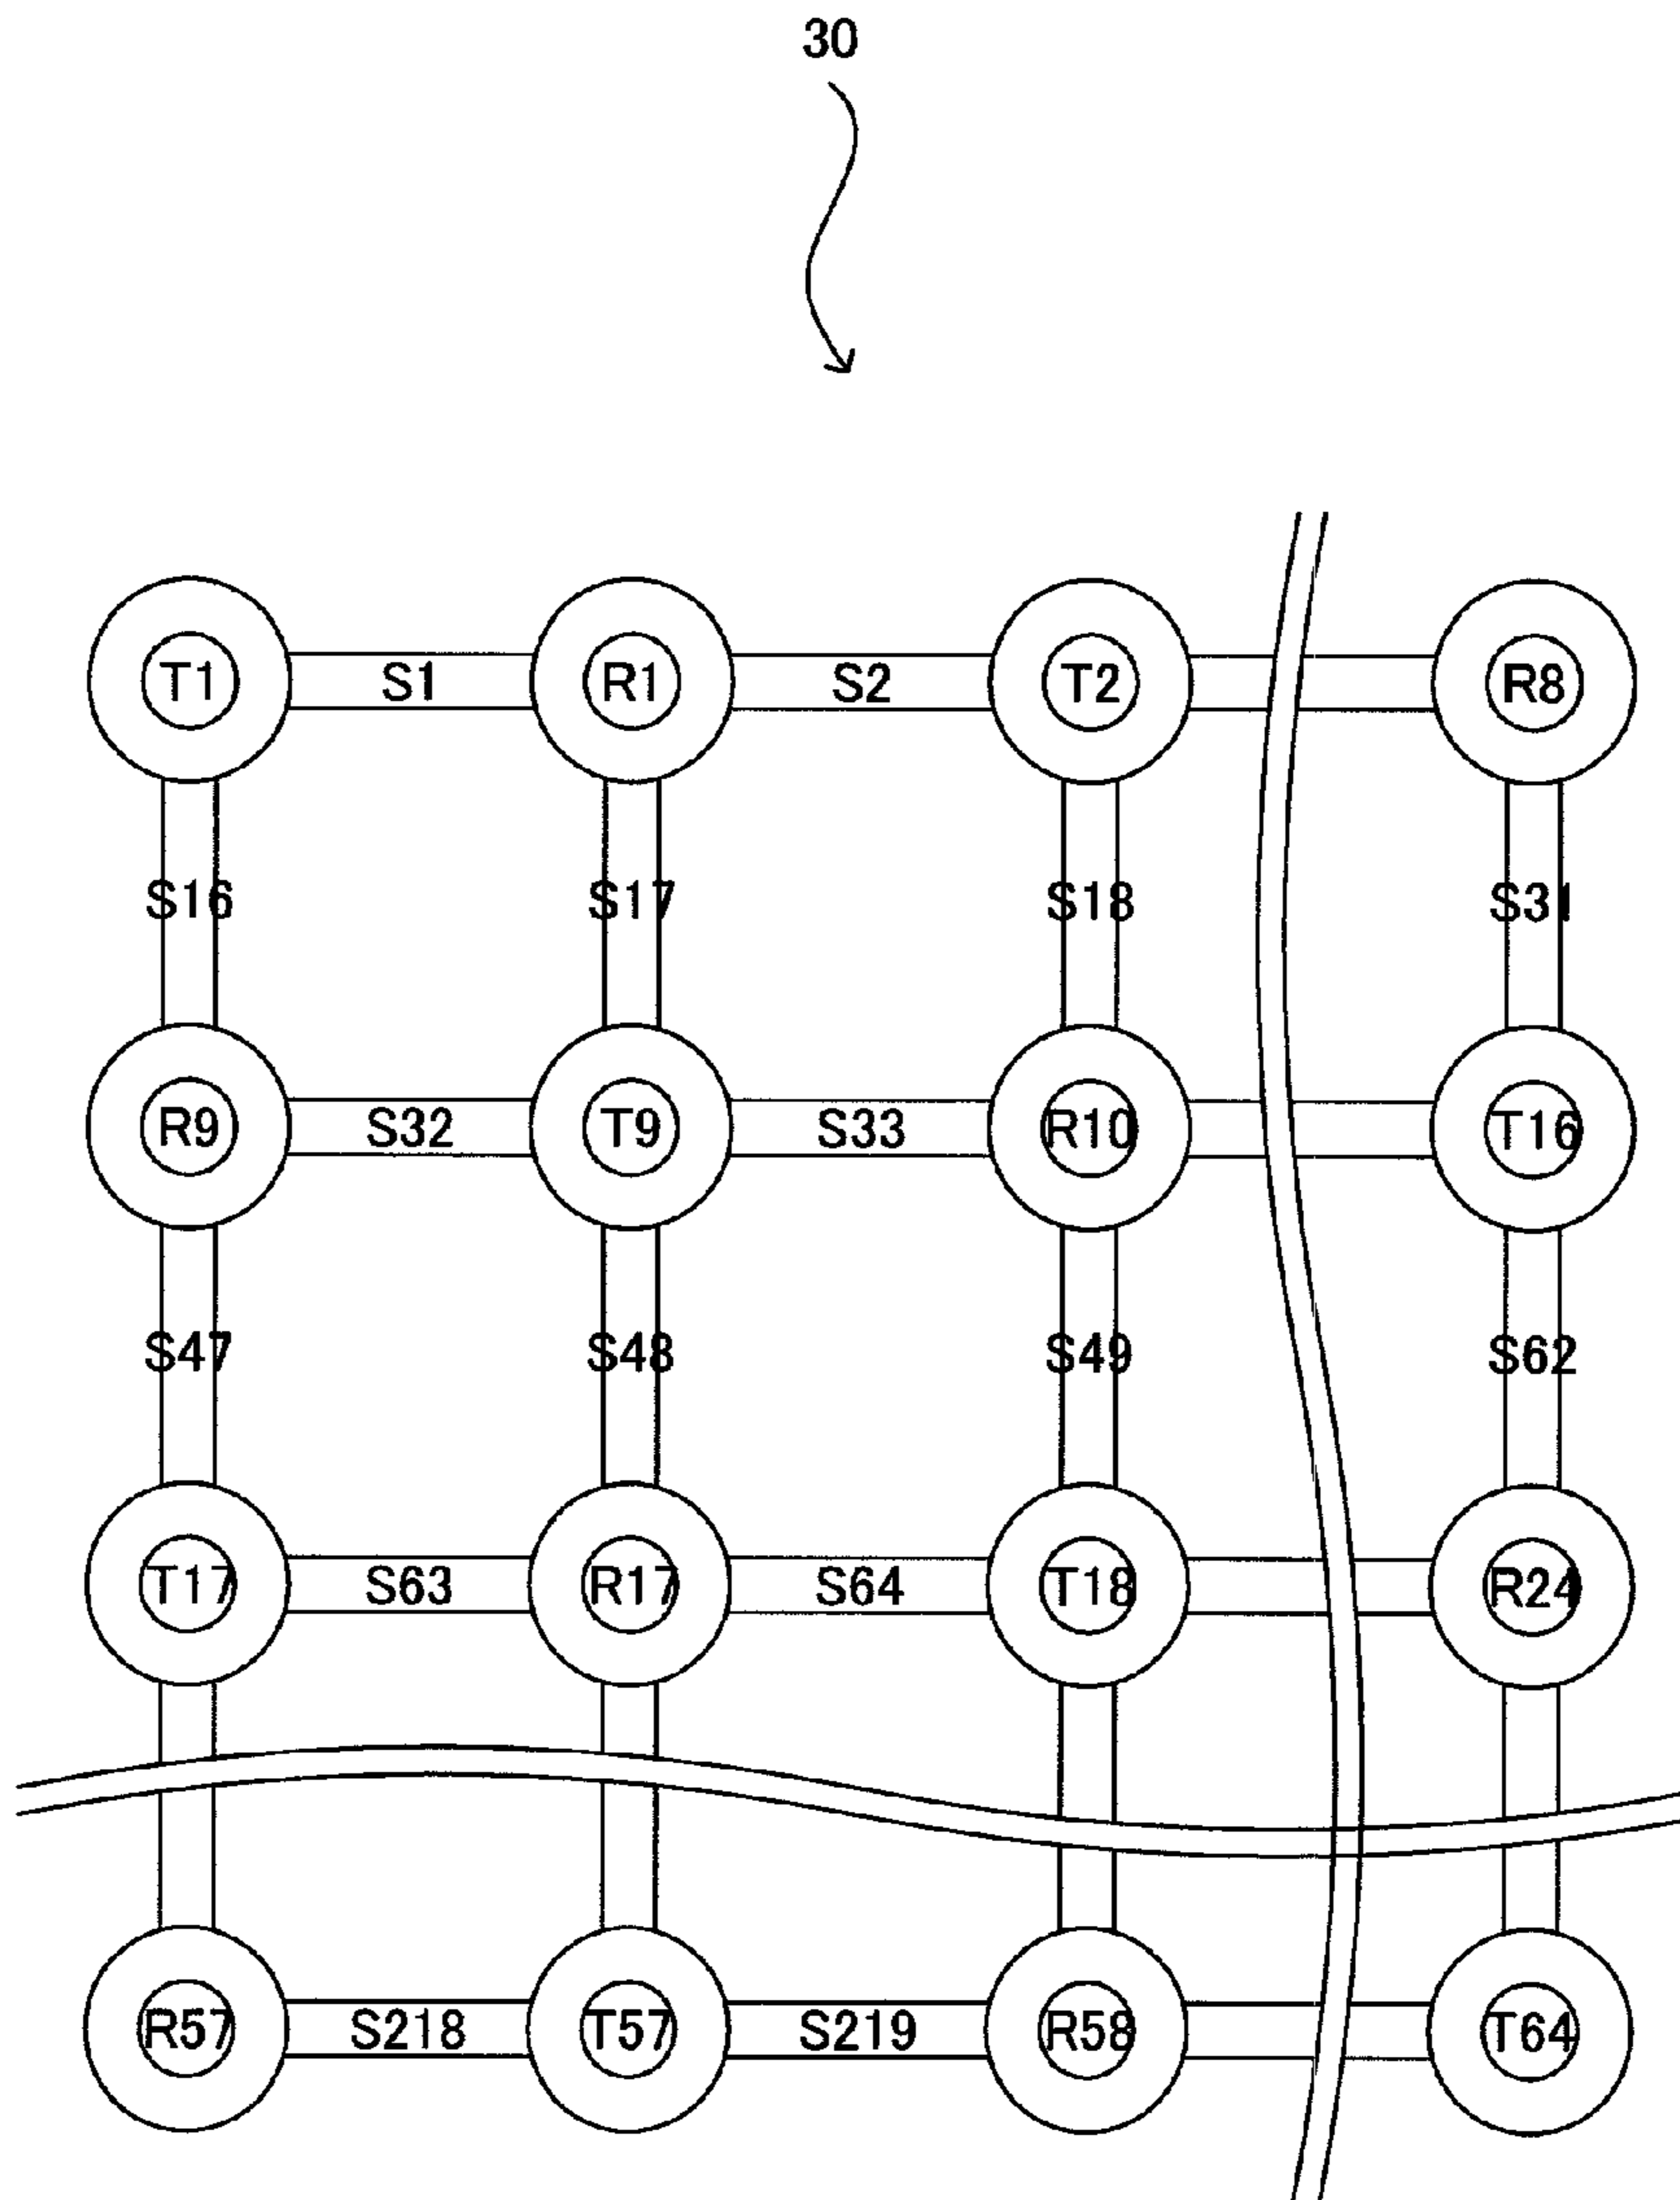 30
T1 S1 R1 S2 T2 R8
S16 S17 S18 S31
R9 S32 T9 S33 R10 T16
S47 S48 S49 S62
T17 S63 R17 S64 T18 R24
R57 S218 T57 S219 R58 T64